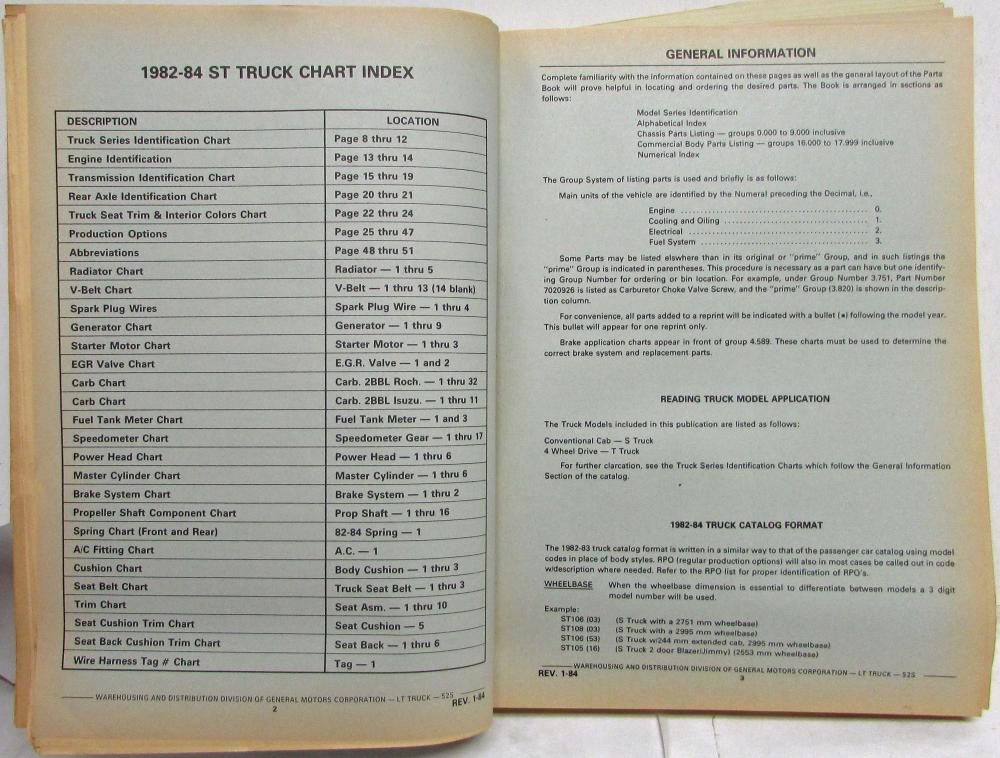 1982-84 ST TRUCK CHART INDEX
DESCRIPTION LOCATION
Truck Series Identification Chart Page 8 thru 12
Engine Identification Page 13 thru 14
Transmission Identification Chart Page 15 thru 19
Rear Axle Identification Chart Page 20 thru 21
Truck Seat Trim & Interior Colors Chart Page 22 thru 24
Production Options Page 25 thru 47
Abbreviations Page 48 thru 51
Radiator Chart Radiator — 1 thru 5
V-Belt Chart V-Belt — 1 thru 13 (14 blank)
Spark Plug Wires Spark Plug Wire — 1 thru 4
Generator Chart Generator — 1 thru 9
Starter Motor Chart Starter Motor — 1 thru 3
EGR Valve Chart E.G.R. Valve — 1 and 2
Carb Chart Carb. 2BBL Roch. — 1 thru 32
Carb Chart Carb. 2BBL Isuzu. — 1 thru 11
Fuel Tank Meter Chart Fuel Tank Meter — 1 and 3
Speedometer Chart Speedometer Gear — 1 thru 17
Power Head Chart Power Head — 1 thru 6
Master Cylinder Chart Master Cylinder — 1 thru 6
Brake System Chart Brake System — 1 thru 2
Propeller Shaft Component Chart Prop Shaft — 1 thru 16
Spring Chart (Front and Rear) 82-84 Spring — 1
A/C Fitting Chart A.C. — 1
Cushion Chart Body Cushion — 1 thru 3
Seat Belt Chart Truck Seat Belt — 1 thru 3
Trim Chart Seat Asm. — 1 thru 10
Seat Cushion Trim Chart Seat Cushion — 5
Seat Back Cushion Trim Chart Seat Back — 1 thru 6
Wire Harness Tag # Chart Tag — 1
WAREHOUSING AND DISTRIBUTION DIVISION OF GENERAL MOTORS CORPORATION — LT TRUCK — 52S
REV. 1-84
2
GENERAL INFORMATION
Complete familiarity with the information contained on these pages as well as the general layout of the Parts
Book will prove helpful in locating and ordering the desired parts. The Book is arranged in sections as
follows:
Model Series Identification
Alphabetical Index
Chassis Parts Listing — groups 0.000 to 9.000 inclusive
Commercial Body Parts Listing — groups 16.000 to 17.999 inclusive
Numerical Index
The Group System of listing parts is used and briefly is as follows:
Main units of the vehicle are identified by the Numeral preceding the Decimal, i.e.,
Engine .......... 0.
Cooling and Oiling .......... 1.
Electrical .......... 2.
Fuel System .......... 3.
Some Parts may be listed elswhere than in its original or "prime" Group, and in such listings the
"prime" Group is indicated in parentheses. This procedure is necessary as a part can have but one identify-
ing Group Number for ordering or bin location. For example, under Group Number 3.751, Part Number
7020926 is listed as Carburetor Choke Valve Screw, and the "prime" Group (3.820) is shown in the descrip-
tion column.
For convenience, all parts added to a reprint will be indicated with a bullet (•) following the model year.
This bullet will appear for one reprint only.
Brake application charts appear in front of group 4.589. These charts must be used to determine the
correct brake system and replacement parts.
READING TRUCK MODEL APPLICATION
The Truck Models included in this publication are listed as follows:
Conventional Cab — S Truck
4 Wheel Drive — T Truck
For further clarcation, see the Truck Series Identification Charts which follow the General Information
Section of the catalog.
1982-84 TRUCK CATALOG FORMAT
The 1982-83 truck catalog format is written in a similar way to that of the passenger car catalog using model
codes in place of body styles. RPO (regular production options) will also in most cases be called out in code
w/description where needed. Refer to the RPO list for proper identification of RPO's.
WHEELBASE When the wheelbase dimension is essential to differentiate between models a 3 digit
model number will be used.
Example:
ST106 (03) (S Truck with a 2751 mm wheelbase)
ST108 (03) (S Truck with a 2995 mm wheelbase)
ST106 (53) (S Truck w/244 mm extended cab, 2995 mm wheelbase)
ST105 (16) (S Truck 2 door Blazer/Jimmy) (2553 mm wheelbase)
WAREHOUSING AND DISTRIBUTION DIVISION OF GENERAL MOTORS CORPORATION — LT TRUCK — 52S
REV. 1-84
3